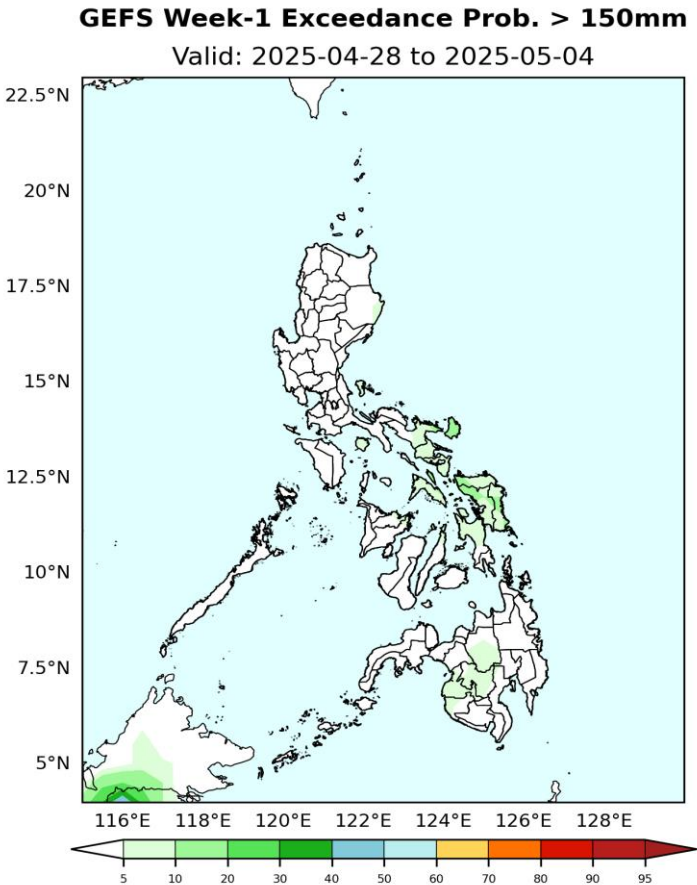 GEFS Week-1 Exceedance Prob. > 150mm
Valid: 2025-04-28 to 2025-05-04
22.5°N
20°N
17.5°N
15°N
12.5°N
10°N
7.5°N
5°N
116°E 118°E 120°E 122°E 124°E 126°E 128°E
5 10 20 30 40 50 60 70 80 90 95